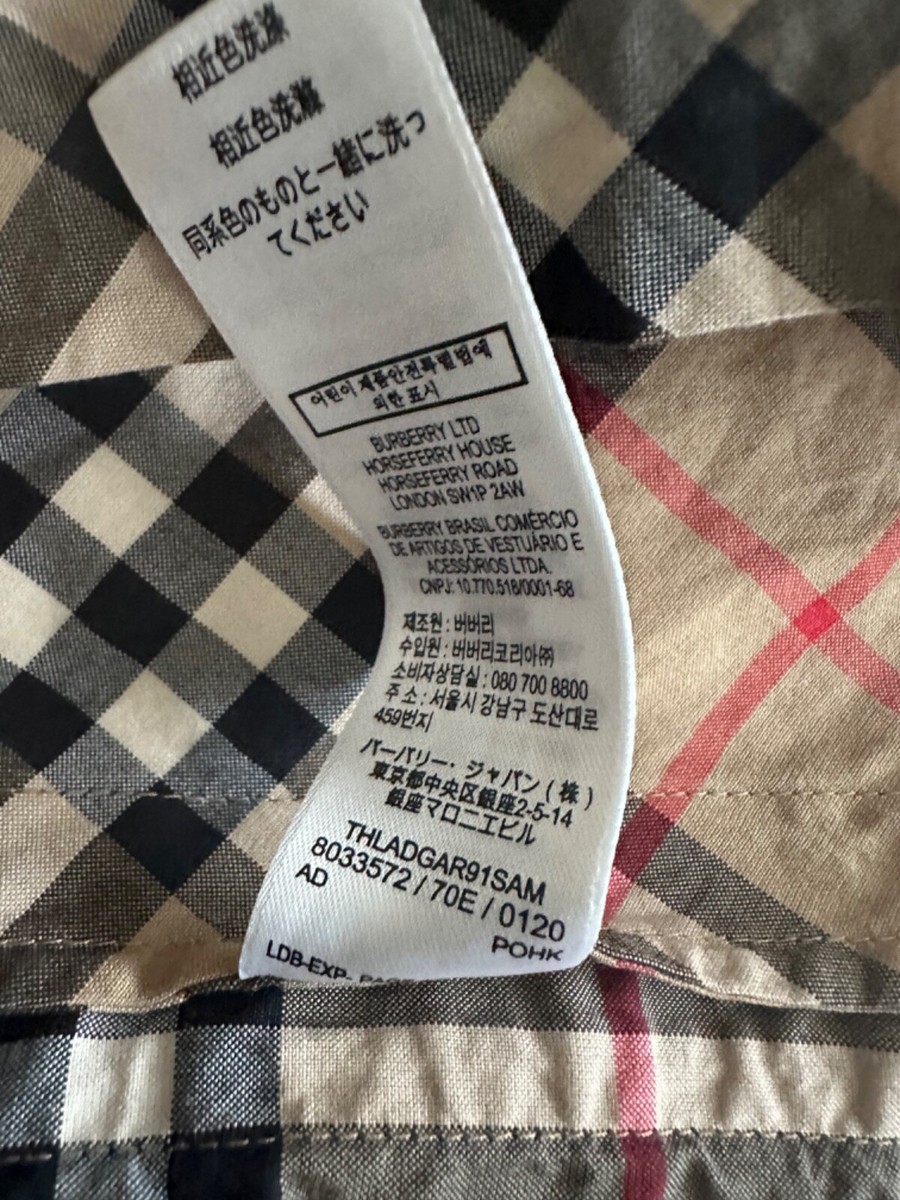 相近色洗滌
相近色洗滌
同系色のものと一緒に洗っ
てください
어린이 제품안전특별법에
의한 표시
BURBERRY LTD
HORSEFERRY HOUSE
HORSEFERRY ROAD
LONDON SW1P 2AW
BURBERRY BRASIL COMÉRCIO
DE ARTIGOS DE VESTUÁRIO E
ACESSÓRIOS LTDA.
CNPJ: 10.770.518/0001-68
제조원 : 버버리
수입원 : 버버리코리아㈜
소비자상담실 : 080 700 8800
주 소 : 서울시 강남구 도산대로
459번지
バーバリー・ジャパン ( 株 )
東京都中央区銀座2-5-14
銀座マロニエビル
THLADGAR91SAM
8033572 / 70E / 0120
AD
POHK
LDB-EXP-